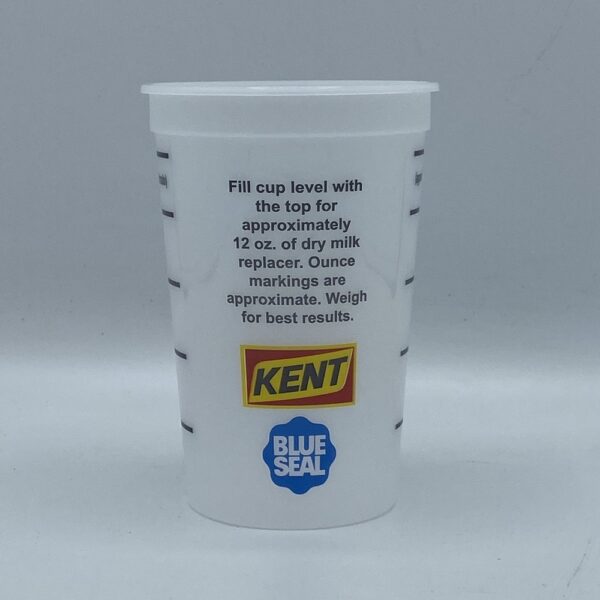 Fill cup level with
the top for
approximately
12 oz. of dry milk
replacer. Ounce
markings are
approximate. Weigh
for best results.
KENT
BLUE
SEAL